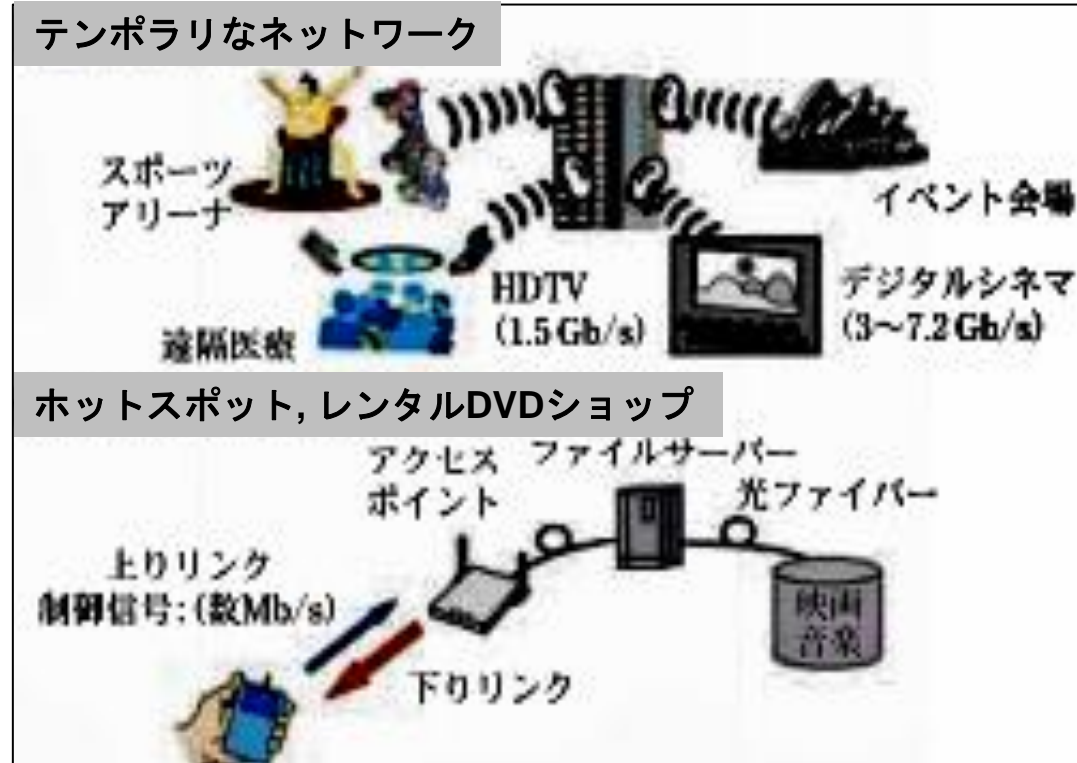 テンポラリなネットワーク
スポーツ
アリーナ
イベント会場
遠隔医療
HDTV
(1.5 Gb/s)
デジタルシネマ
(3〜7.2 Gb/s)
ホットスポット, レンタルDVDショップ
アクセス
ポイント
ファイルサーバー
光ファイバー
上りリンク
制御信号:(数Mb/s)
映画
音楽
下りリンク